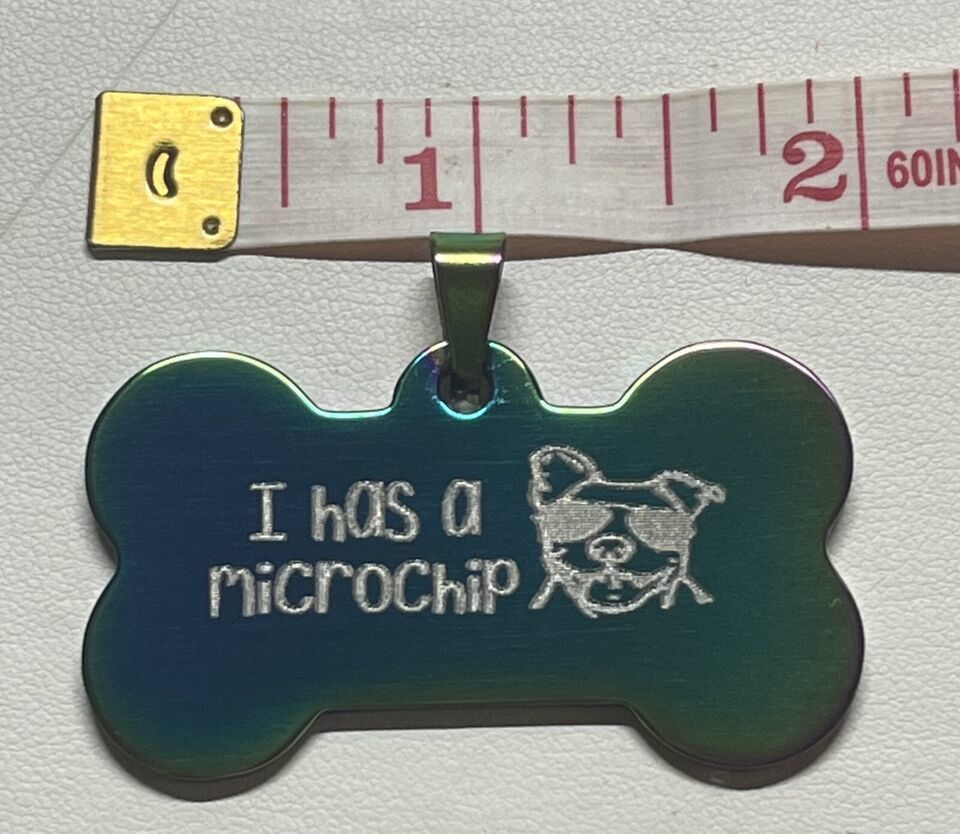 1 2 60IN
I has a
microchip